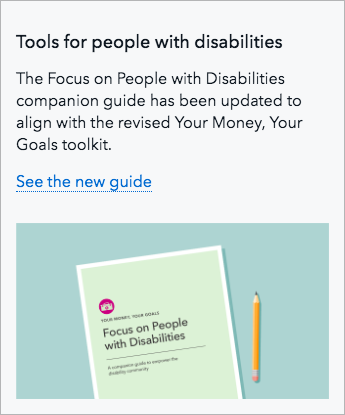 Tools for people with disabilities
The Focus on People with Disabilities
companion guide has been updated to
align with the revised Your Money, Your
Goals toolkit.
See the new guide
YOUR MONEY, YOUR GOALS
Focus on People
with Disabilities
A companion guide to empower the
disability community